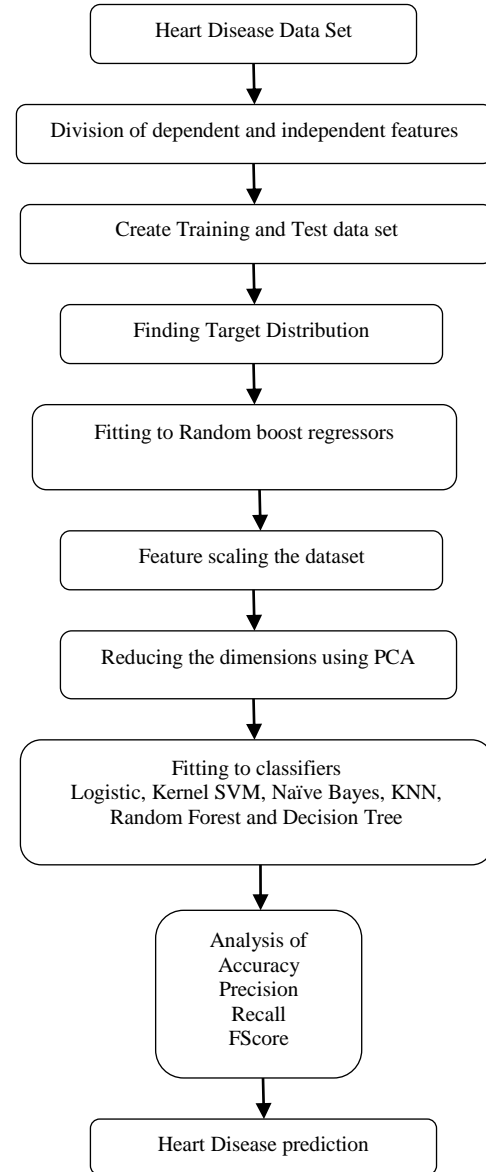 Heart Disease Data Set
Division of dependent and independent features
Create Training and Test data set
Finding Target Distribution
Fitting to Random boost regressors
Feature scaling the dataset
Reducing the dimensions using PCA
Fitting to classifiers
Logistic, Kernel SVM, Naïve Bayes, KNN,
Random Forest and Decision Tree
Analysis of
Accuracy
Precision
Recall
FScore
Heart Disease prediction